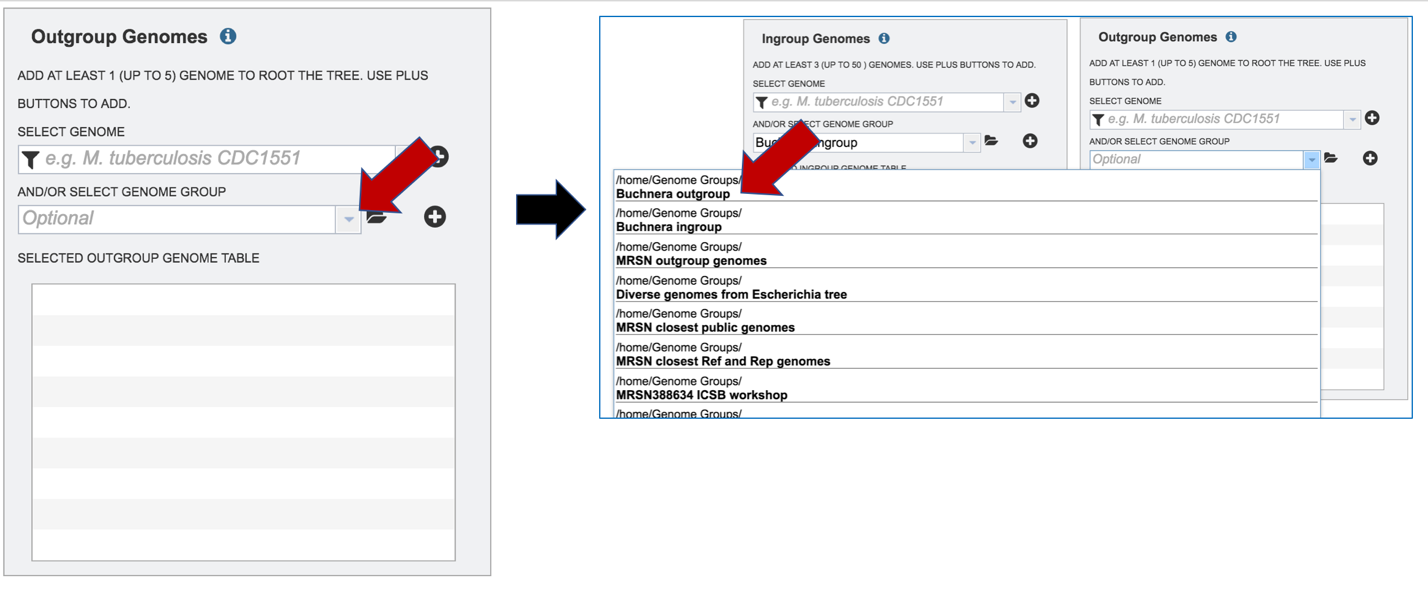 Outgroup Genomes
ADD AT LEAST 1 (UP TO 5) GENOME TO ROOT THE TREE. USE PLUS
BUTTONS TO ADD.
SELECT GENOME
e.g. M. tuberculosis CDC1551
AND/OR SELECT GENOME GROUP
Optional
SELECTED OUTGROUP GENOME TABLE
Ingroup Genomes
ADD AT LEAST 3 (UP TO 50 ) GENOMES. USE PLUS BUTTONS TO ADD.
SELECT GENOME
e.g. M. tuberculosis CDC1551
AND/OR SELECT GENOME GROUP
ngroup
INGROUP GENOME TABLE
Outgroup Genomes
ADD AT LEAST 1 (UP TO 5) GENOME TO ROOT THE TREE. USE PLUS
BUTTONS TO ADD.
SELECT GENOME
e.g. M. tuberculosis CDC1551
AND/OR SELECT GENOME GROUP
Optional
/home/Genome Groups/
Buchnera outgroup
/home/Genome Groups/
Buchnera ingroup
/home/Genome Groups/
MRSN outgroup genomes
/home/Genome Groups/
Diverse genomes from Escherichia tree
/home/Genome Groups/
MRSN closest public genomes
/home/Genome Groups/
MRSN closest Ref and Rep genomes
/home/Genome Groups/
MRSN388634 ICSB workshop
/home/Genome Groups/